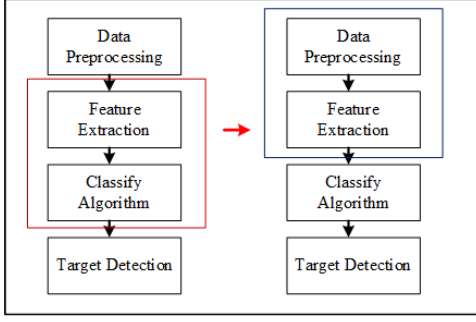 Data
Preprocessing
Feature
Extraction
Classify
Algorithm
Target Detection
Data
Preprocessing
Feature
Extraction
Classify
Algorithm
Target Detection